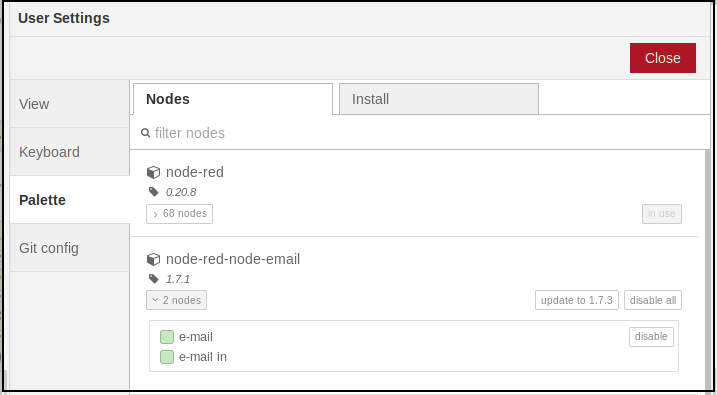 User Settings
Close
View
Keyboard
Palette
Git config
Nodes
Install
filter nodes
node-red
0.20.8
68 nodes
in use
node-red-node-email
1.7.1
2 nodes
update to 1.7.3
disable all
e-mail
disable
e-mail in